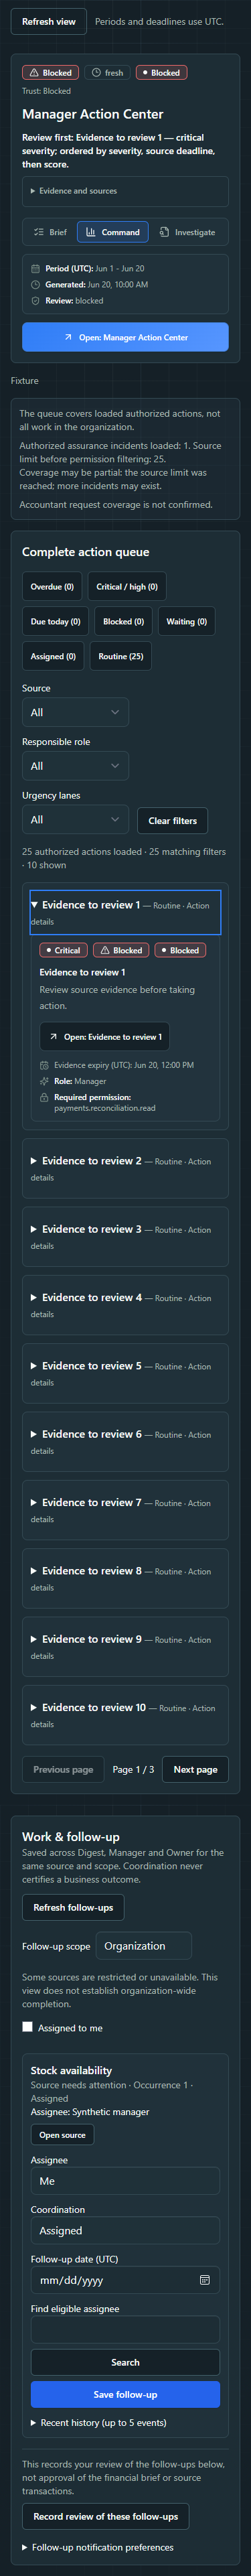 Refresh view
Periods and deadlines use UTC.
Blocked
fresh
Blocked
Trust: Blocked
Manager Action Center
Review first: Evidence to review 1 — critical
severity; ordered by severity, source deadline,
then score.
Evidence and sources
Brief
Command
Investigate
Period (UTC): Jun 1 - Jun 20
Generated: Jun 20, 10:00 AM
Review: blocked
Open: Manager Action Center
Fixture
The queue covers loaded authorized actions, not
all work in the organization.
Authorized assurance incidents loaded: 1. Source
limit before permission filtering: 25.
Coverage may be partial: the source limit was
reached; more incidents may exist.
Accountant request coverage is not confirmed.
Complete action queue
Overdue (0)
Critical / high (0)
Due today (0)
Blocked (0)
Waiting (0)
Assigned (0)
Routine (25)
Source
All
Responsible role
All
Urgency lanes
All
Clear filters
25 authorized actions loaded · 25 matching filters
· 10 shown
Evidence to review 1 — Routine · Action
details
Critical
Blocked
Blocked
Evidence to review 1
Review source evidence before taking
action.
Open: Evidence to review 1
Evidence expiry (UTC): Jun 20, 12:00 PM
Role: Manager
Required permission:
payments.reconciliation.read
Evidence to review 2 — Routine · Action
details
Evidence to review 3 — Routine · Action
details
Evidence to review 4 — Routine · Action
details
Evidence to review 5 — Routine · Action
details
Evidence to review 6 — Routine · Action
details
Evidence to review 7 — Routine · Action
details
Evidence to review 8 — Routine · Action
details
Evidence to review 9 — Routine · Action
details
Evidence to review 10 — Routine · Action
details
Previous page
Page 1 / 3
Next page
Work & follow-up
Saved across Digest, Manager and Owner for the
same source and scope. Coordination never
certifies a business outcome.
Refresh follow-ups
Follow-up scope
Organization
Some sources are restricted or unavailable. This
view does not establish organization-wide
completion.
Assigned to me
Stock availability
Source needs attention · Occurrence 1 ·
Assigned
Assignee: Synthetic manager
Open source
Assignee
Me
Coordination
Assigned
Follow-up date (UTC)
mm/dd/yyyy
Find eligible assignee
Search
Save follow-up
Recent history (up to 5 events)
This records your review of the follow-ups below,
not approval of the financial brief or source
transactions.
Record review of these follow-ups
Follow-up notification preferences